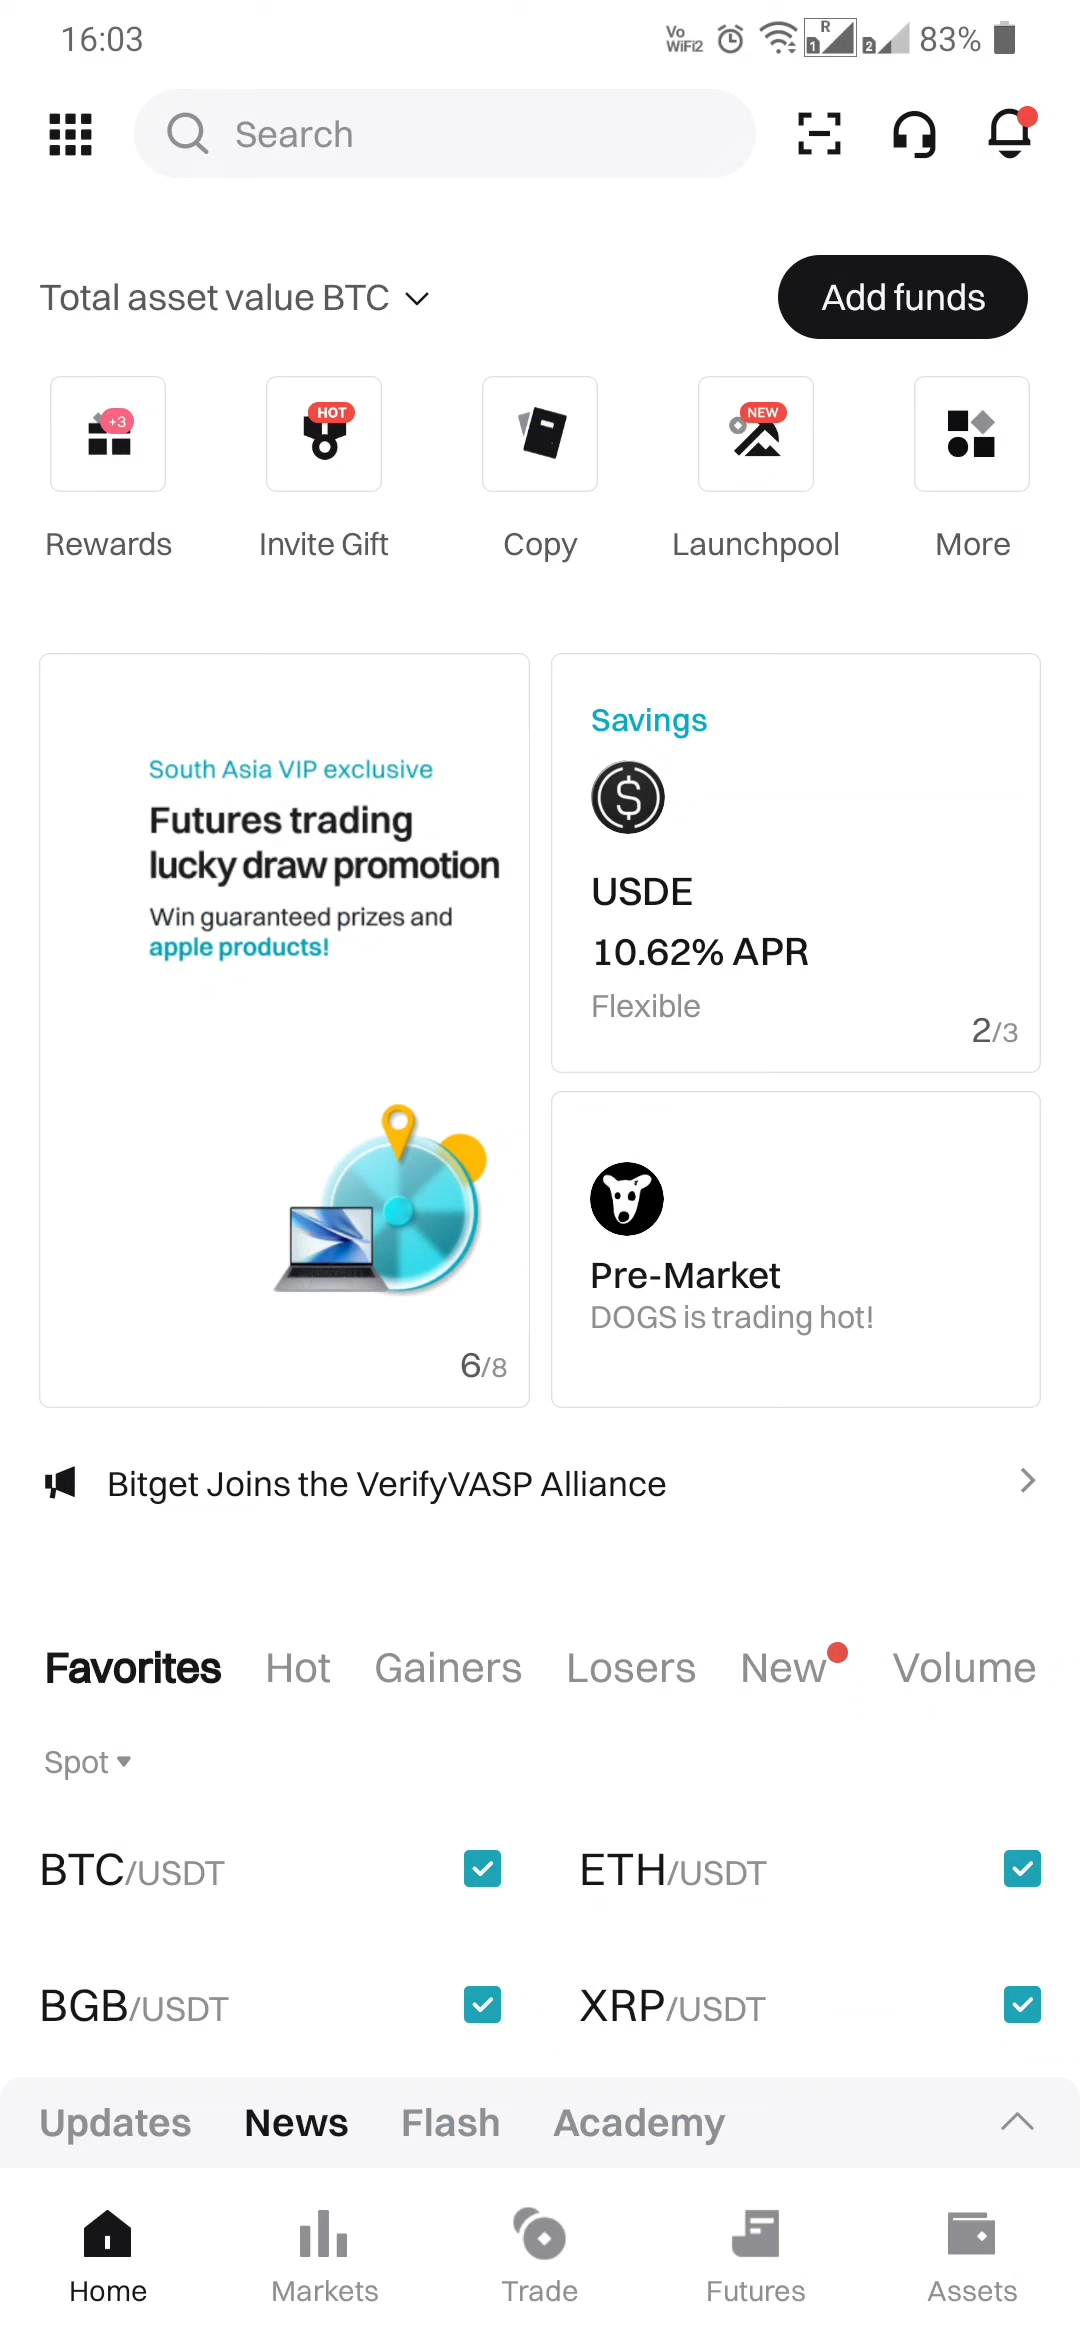 16:03
Vo
WiFi2
R
1
2
83%
Search
Total asset value BTC
Add funds
+3
HOT
NEW
Rewards
Invite Gift
Copy
Launchpool
More
South Asia VIP exclusive
Futures trading
lucky draw promotion
Win guaranteed prizes and
apple products!
6/8
Savings
USDE
10.62% APR
Flexible
2/3
Pre-Market
DOGS is trading hot!
Bitget Joins the VerifyVASP Alliance
Favorites Hot Gainers Losers New Volume
Spot
BTC/USDT
ETH/USDT
BGB/USDT
XRP/USDT
Updates News Flash Academy
Home Markets Trade Futures Assets